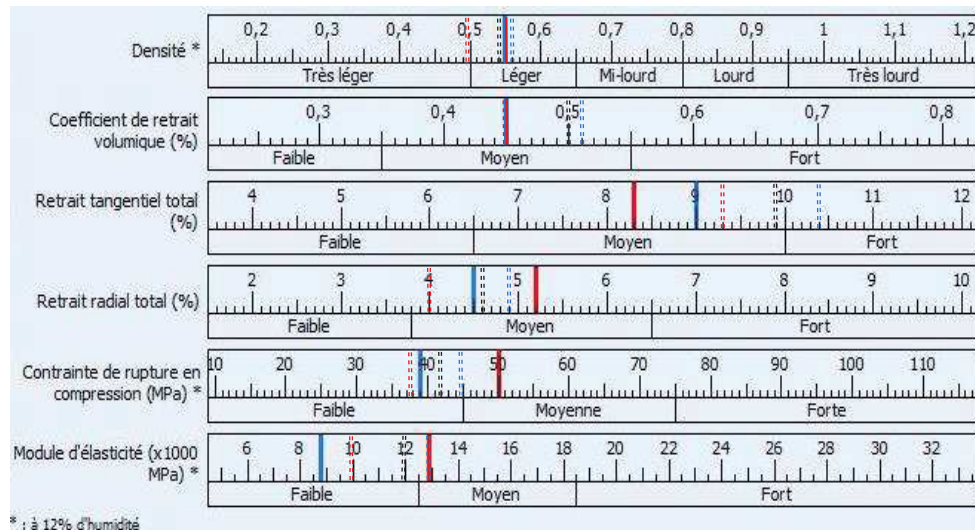 Densité *
0,2 0,3 0,4 0,5 0,6 0,7 0,8 0,9 1 1,1 1,2
Très léger Léger Mi-lourd Lourd Très lourd
Coefficient de retrait
volumique (%)
0,3 0,4 0,5 0,6 0,7 0,8
Faible Moyen Fort
Retrait tangentiel total
(%)
4 5 6 7 8 9 10 11 12
Faible Moyen Fort
Retrait radial total (%)
2 3 4 5 6 7 8 9 10
Faible Moyen Fort
Contrainte de rupture en
compression (MPa) *
10 20 30 40 50 60 70 80 90 100 110
Faible Moyenne Forte
Module d'élasticité (x1000
MPa) *
6 8 10 12 14 16 18 20 22 24 26 28 30 32
Faible Moyen Fort
* : à 12% d'humidité